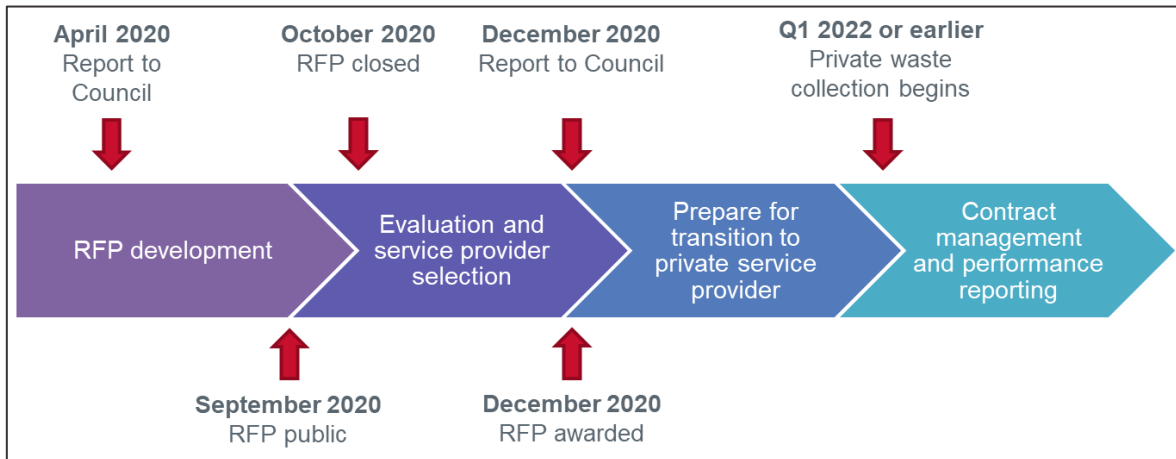 April 2020
Report to
Council
October 2020
RFP closed
December 2020
Report to Council
Q1 2022 or earlier
Private waste
collection begins
RFP development
Evaluation and
service provider
selection
Prepare for
transition to
private service
provider
Contract
management
and performance
reporting
September 2020
RFP public
December 2020
RFP awarded